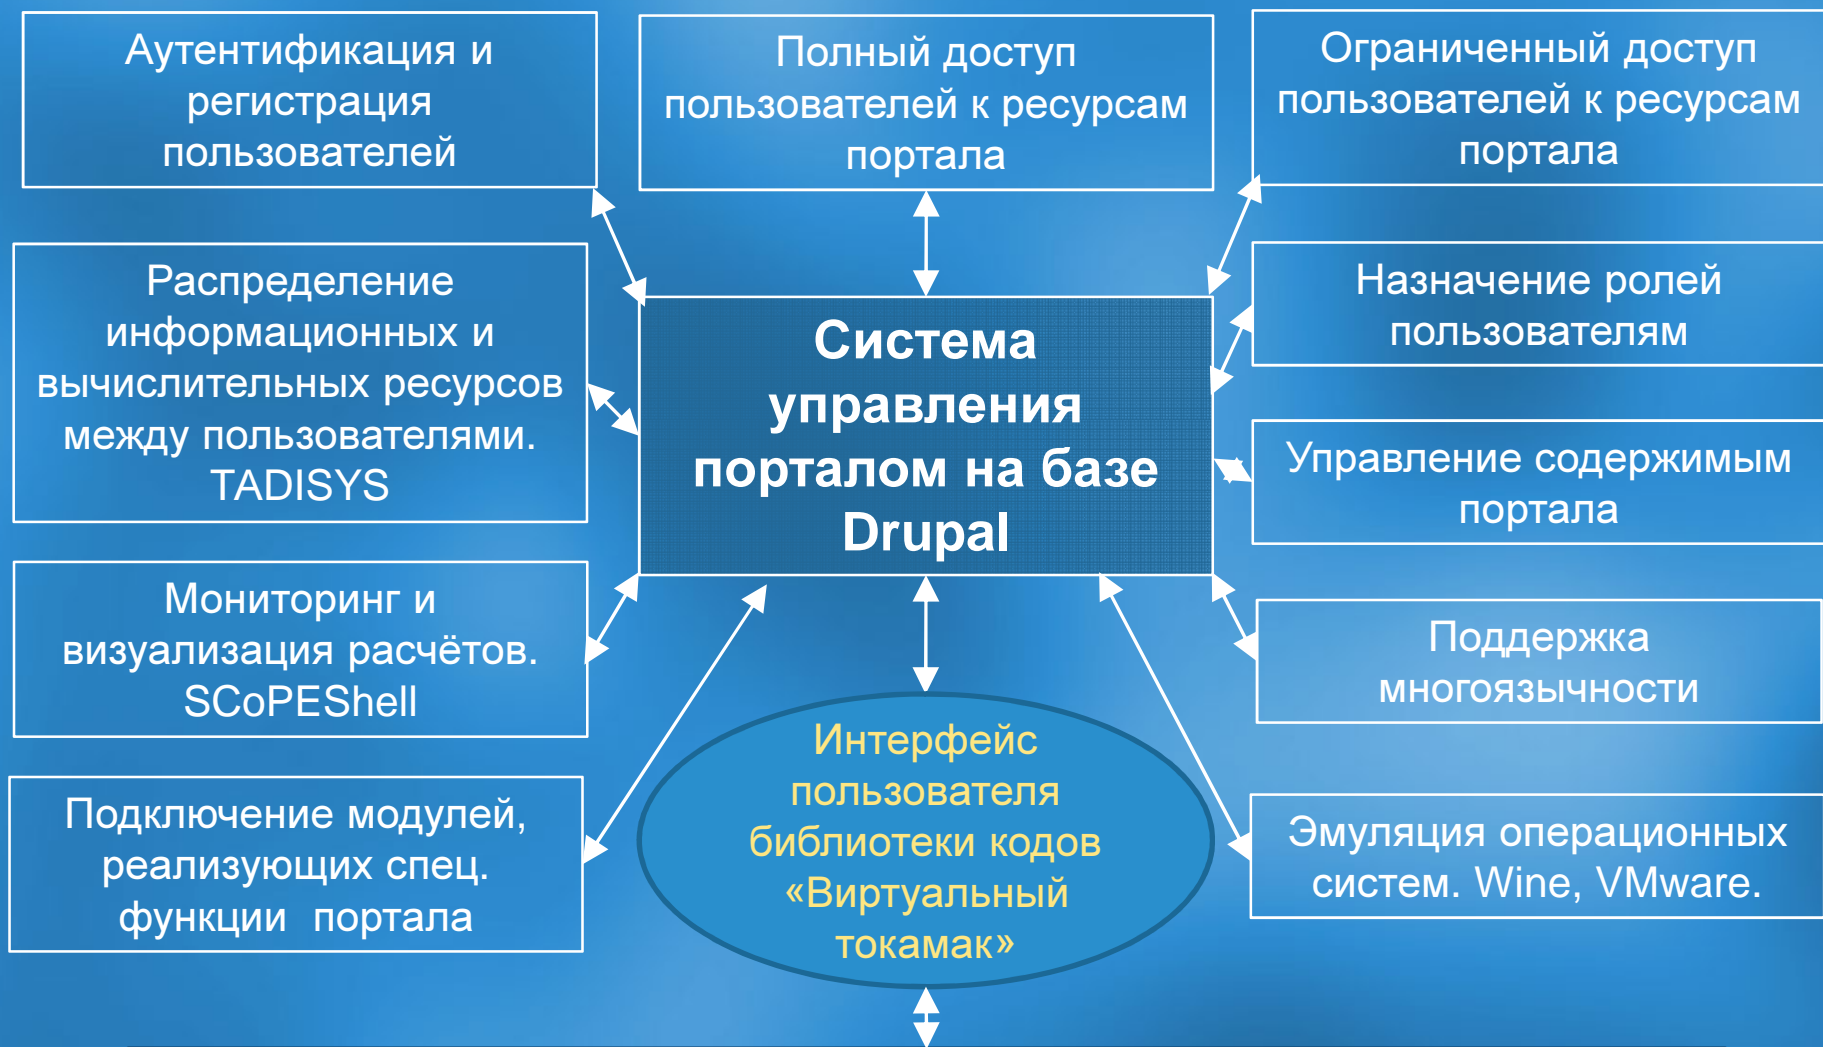 Аутентификация и
регистрация
пользователей
Полный доступ
пользователей к ресурсам
портала
Ограниченный доступ
пользователей к ресурсам
портала
Распределение
информационных и
вычислительных ресурсов
между пользователями.
TADISYS
Система
управления
порталом на базе
Drupal
Назначение ролей
пользователям
Управление содержимым
портала
Мониторинг и
визуализация расчётов.
SCoPEShell
Поддержка
многоязычности
Подключение модулей,
реализующих спец.
функции портала
Интерфейс
пользователя
библиотеки кодов
«Виртуальный
токамак»
Эмуляция операционных
систем. Wine, VMware.